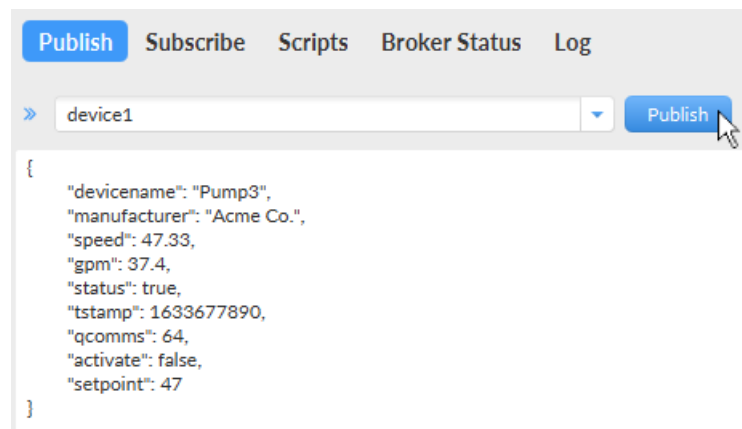 Publish Subscribe Scripts Broker Status Log
device1 Publish
{
"devicename": "Pump3",
"manufacturer": "Acme Co.",
"speed": 47.33,
"gpm": 37.4,
"status": true,
"tstamp": 1633677890,
"qcomms": 64,
"activate": false,
"setpoint": 47
}